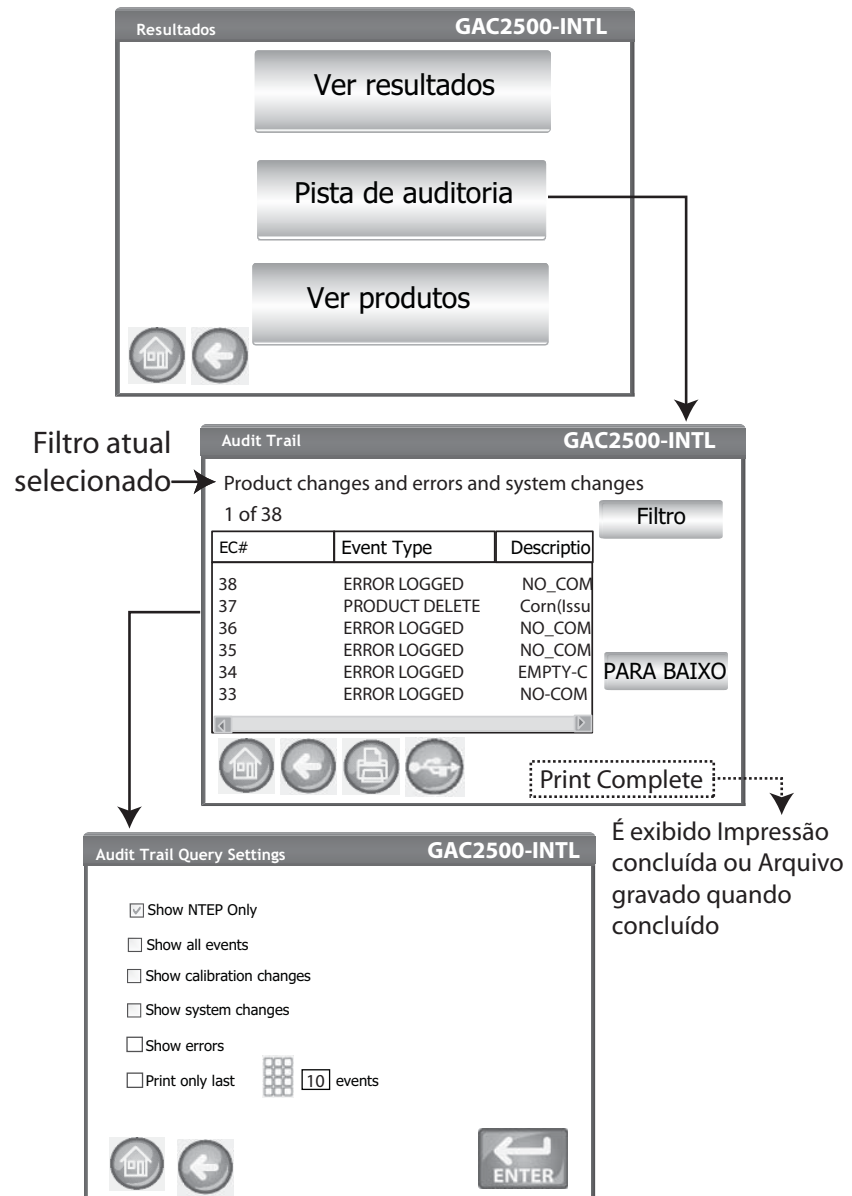 Resultados GAC2500-INTL
Ver resultados
Pista de auditoria
Ver produtos
Filtro atual
selecionado
Audit Trail GAC2500-INTL
Product changes and errors and system changes
1 of 38
Filtro
EC# Event Type Descriptio
38 ERROR LOGGED NO_COM
37 PRODUCT DELETE Corn(Issu
36 ERROR LOGGED NO_COM
35 ERROR LOGGED NO_COM
34 ERROR LOGGED EMPTY-C
33 ERROR LOGGED NO-COM
PARA BAIXO
Print Complete
É exibido Impressão
concluída ou Arquivo
gravado quando
concluído
Audit Trail Query Settings GAC2500-INTL
Show NTEP Only
Show all events
Show calibration changes
Show system changes
Show errors
Print only last 10 events
ENTER